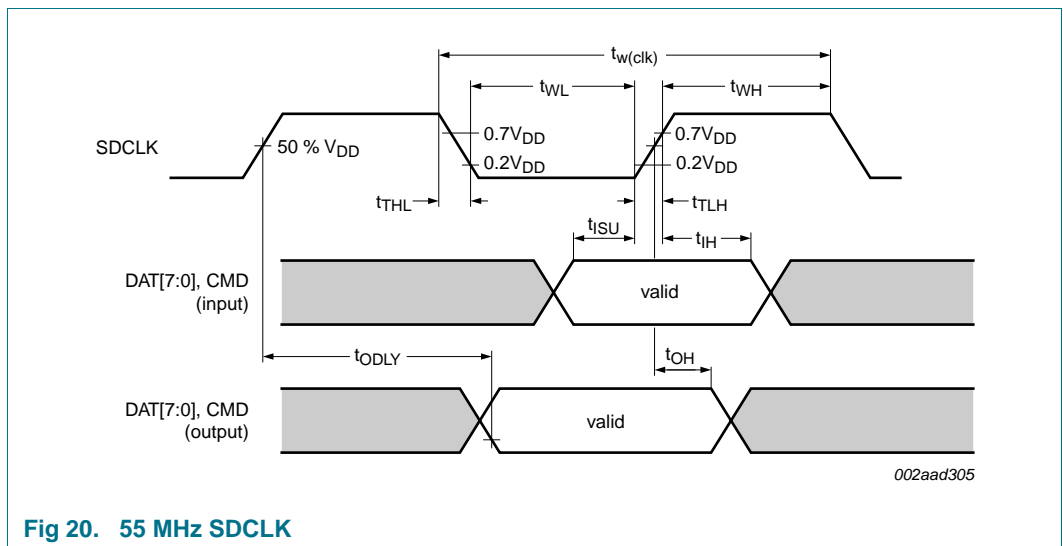 tw(clk)
tWL
tWH
SDCLK
50 % VDD
0.7VDD
0.2VDD
0.7VDD
0.2VDD
tTHL
tTLH
tISU
tIH
DAT[7:0], CMD
(input)
valid
tODLY
tOH
DAT[7:0], CMD
(output)
valid
002aad305
Fig 20. 55 MHz SDCLK